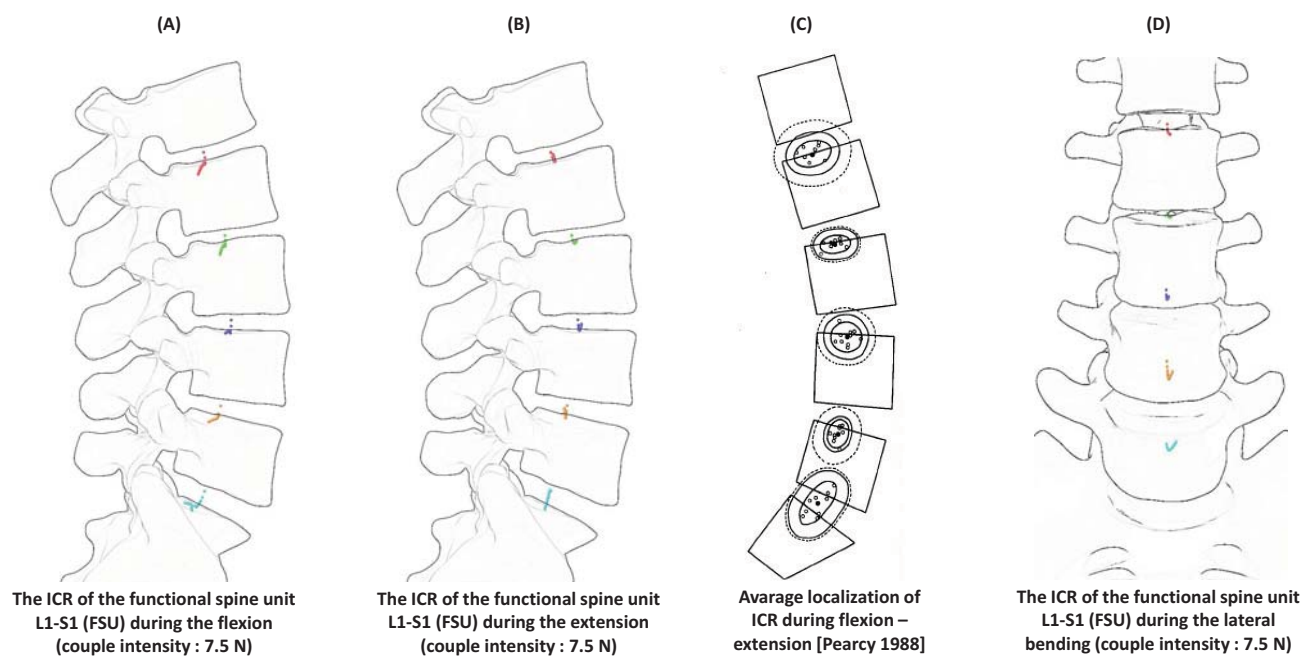 (A)
(B)
(C)
(D)
The ICR of the functional spine unit
L1-S1 (FSU) during the flexion
(couple intensity : 7.5 N)
The ICR of the functional spine unit
L1-S1 (FSU) during the extension
(couple intensity : 7.5 N)
Avarage localization of
ICR during flexion –
extension [Pearcy 1988]
The ICR of the functional spine unit
L1-S1 (FSU) during the lateral
bending (couple intensity : 7.5 N)